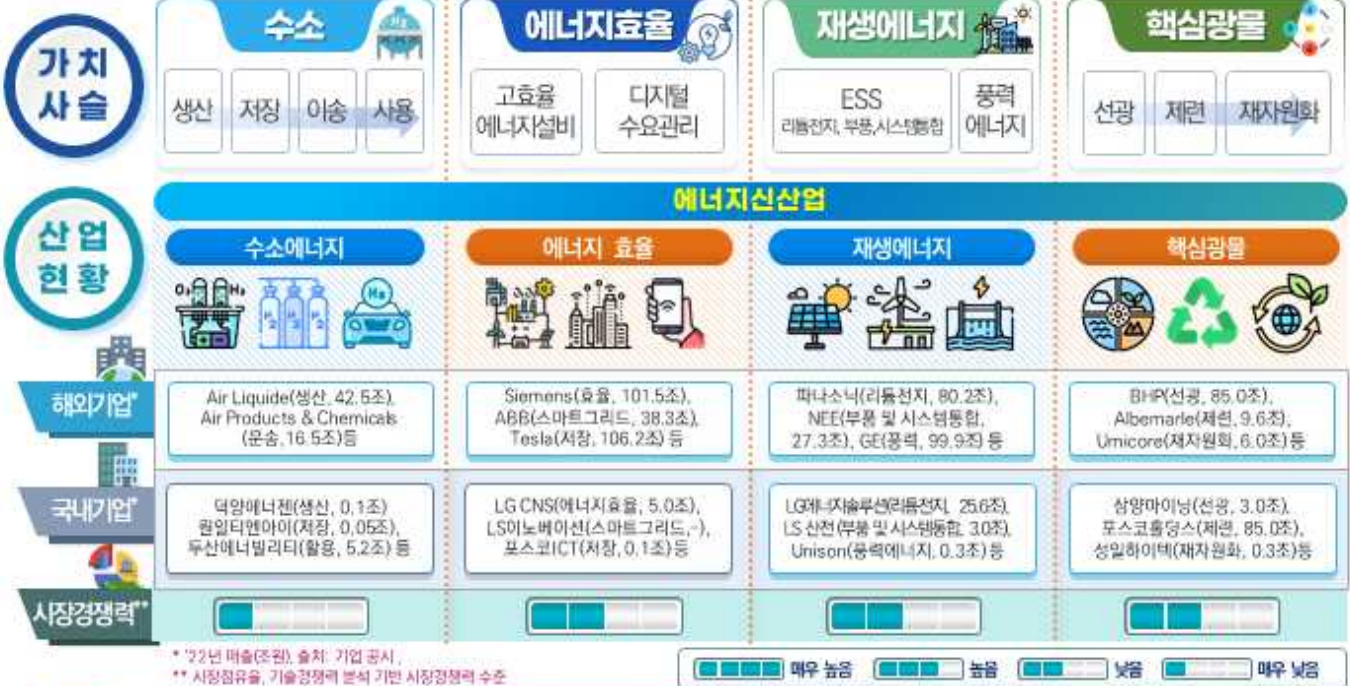 가 치
사 슬
수소
에너지효율
재생에너지
핵심광물
생산 저장 이송 사용
고효율
에너지설비
디지털
수요관리
ESS
리튬전지, 부품,시스템통합
풍력
에너지
선광 제련 재자원화
에너지신산업
산 업
현 황
수소에너지
에너지 효율
재생에너지
핵심광물
해외기업*
Air Liquide(생산, 42.5조),
Air Products & Chemicals
(운송,16.5조)등
Siemens(효율, 101.5조),
ABB(스마트그리드, 38.3조),
Tesla(저장, 106.2조) 등
파나소닉(리튬전지, 80.2조),
NEE(부품 및 시스템통합,
27.3조), GE(풍력, 99.9조) 등
BHP(선광, 85.0조),
Albemarle(제련, 9.6조),
Umicore(재자원화, 6.0조)등
국내기업*
덕양에너젠(생산, 0.1조)
원일티엔아이(저장, 0.05조),
두산에너빌리티(활용, 5.2조) 등
LG CNS(에너지효율, 5.0조),
LS이노베이션(스마트그리드,-),
포스코ICT(저장, 0.1조)등
LG에너지솔루션(리튬전지, 25.6조),
LS 산전(부품 및 시스템통합, 3.0조),
Unison(풍력에너지, 0.3조) 등
삼양마이닝(선광, 3.0조),
포스코홀딩스(제련, 85.0조),
성일하이텍(재자원화, 0.3조)등
시장경쟁력**
* '22년 매출(조원), 출처: 기업 공시,
** 시장점유율, 기술경쟁력 분석 기반 시장경쟁력 수준
매우 높음 높음 낮음 매우 낮음